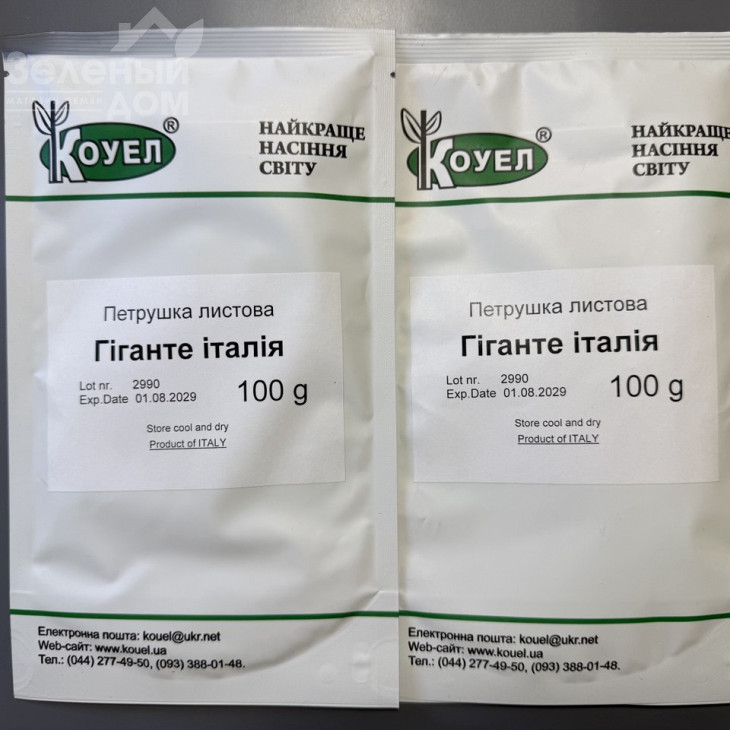 Зеленый
ДОМ
КОУЕЛ®
НАЙКРАЩЕ
НАСІННЯ
СВІТУ
Петрушка листова
Гіганте італія
Lot nr. 2990
Exp.Date 01.08.2029
100 g
Store cool and dry
Product of ITALY
Електронна пошта: kouel@ukr.net
Web-сайт: www.kouel.ua
Тел.: (044) 277-49-50, (093) 388-01-48.
КОУЕЛ®
НАЙКРАЩЕ
НАСІННЯ
СВІТУ
Петрушка листова
Гіганте італія
Lot nr. 2990
Exp.Date 01.08.2029
100 g
Store cool and dry
Product of ITALY
Електронна пошта: kouel@ukr.net
Web-сайт: www.kouel.ua
Тел.: (044) 277-49-50, (093) 388-01-48.